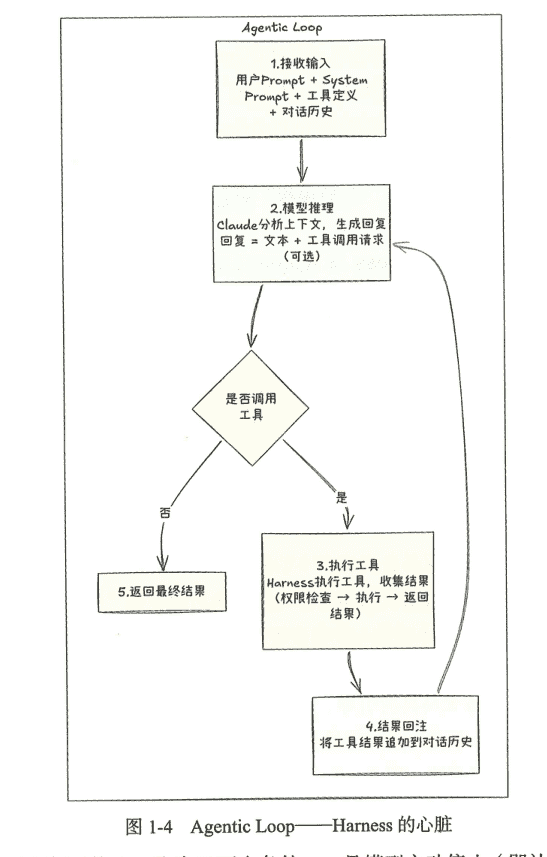 Agentic Loop
1.接收输入
用户Prompt + System
Prompt + 工具定义
+ 对话历史
2.模型推理
Claude分析上下文，生成回复
回复 = 文本 + 工具调用请求
（可选）
是否调用
工具
否
是
3.执行工具
Harness执行工具，收集结果
（权限检查 → 执行 → 返回
结果）
5.返回最终结果
4.结果回注
将工具结果追加到对话历史
图 1-4 Agentic Loop——Harness 的心脏